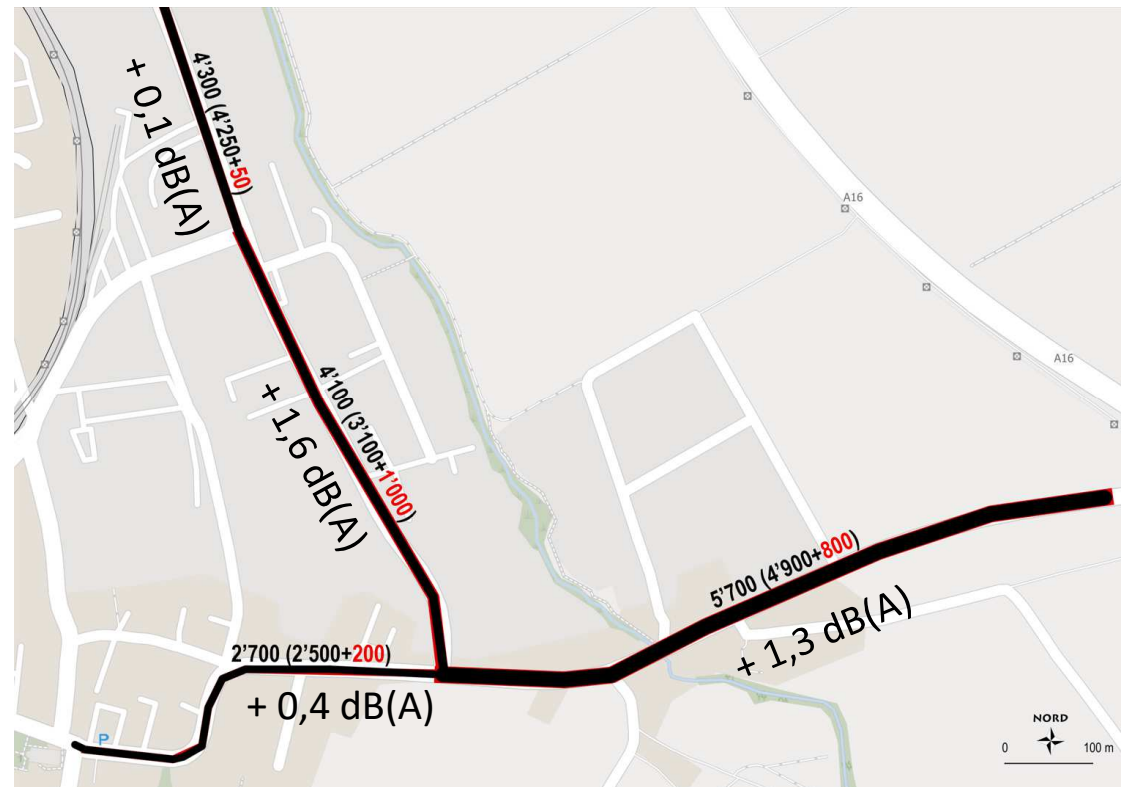 4'300 (4'250+50)
+ 0,1 dB(A)
A16
A16
4'100 (3'100+1'000)
+ 1,6 dB(A)
5'700 (4'900+800)
+ 1,3 dB(A)
2'700 (2'500+200)
+ 0,4 dB(A)
P
NORD
0 100 m